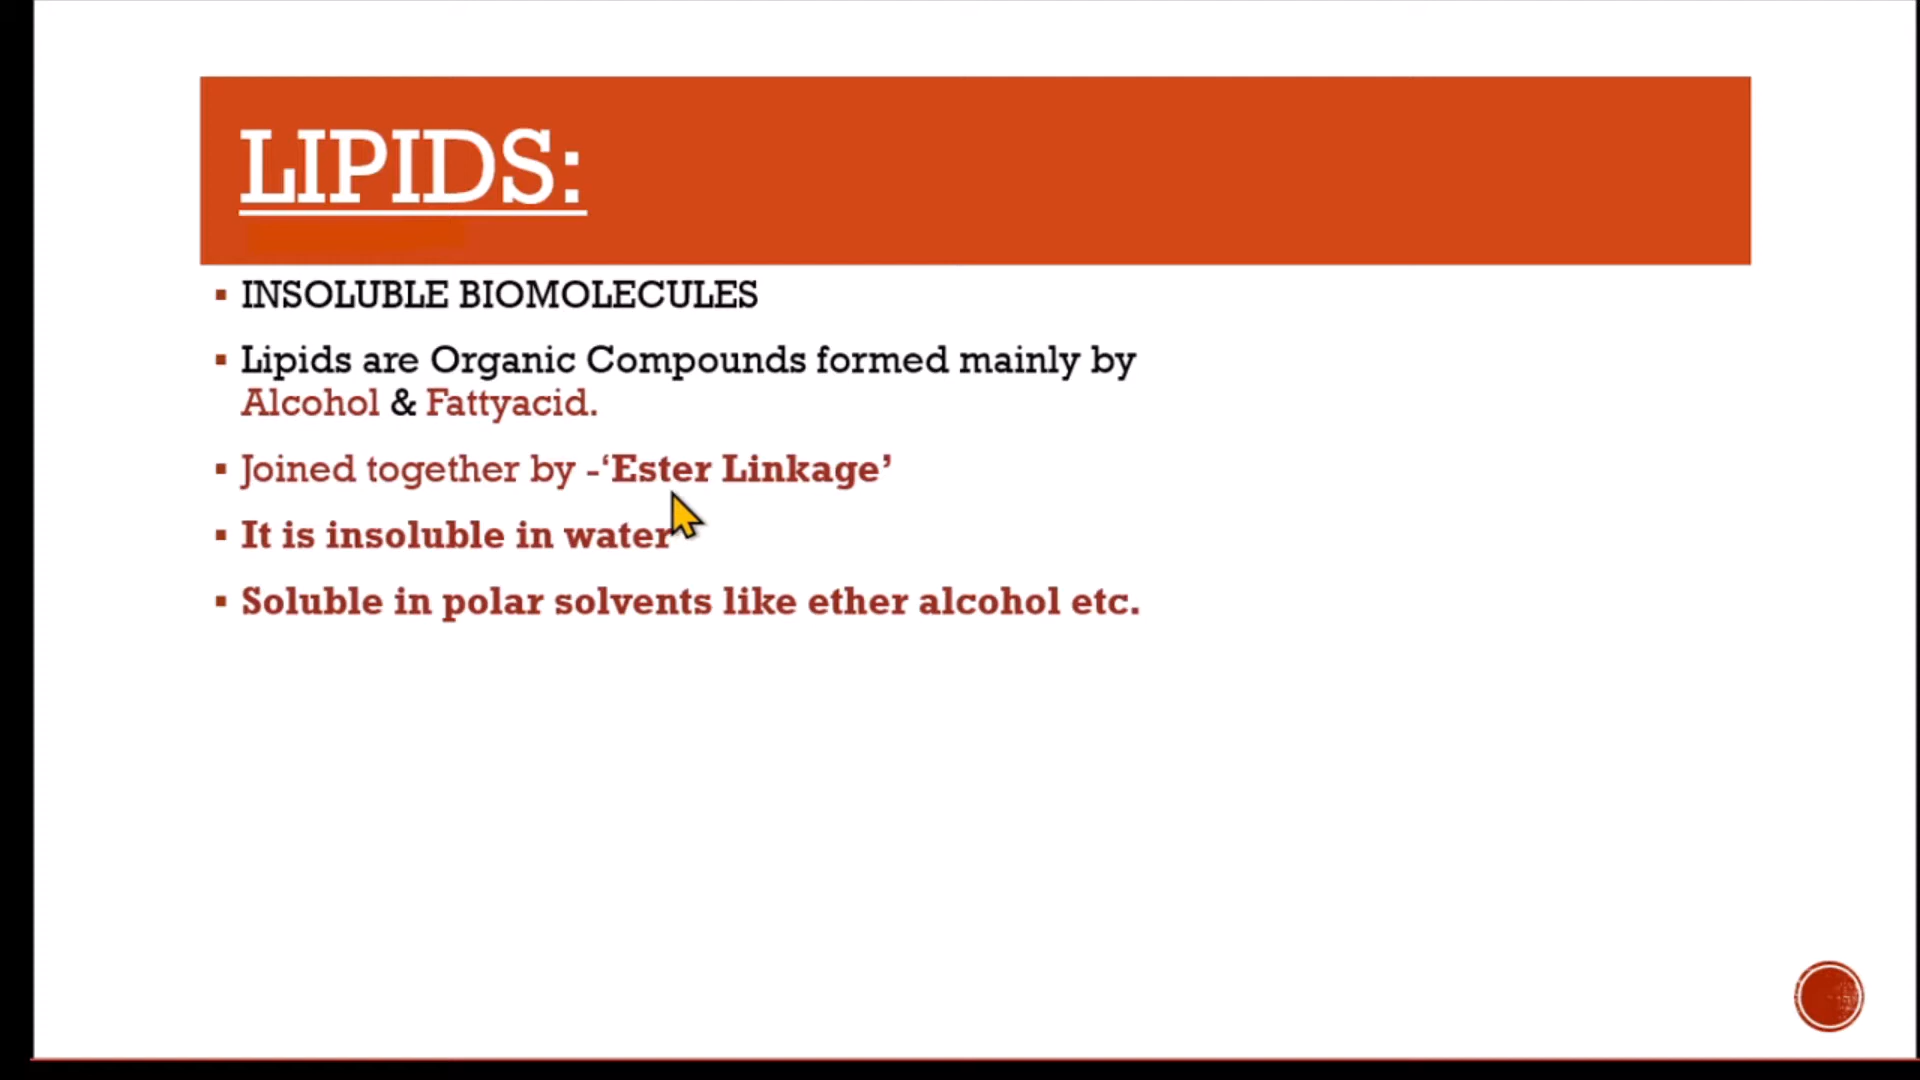 LIPIDS:
▪ INSOLUBLE BIOMOLECULES
▪ Lipids are Organic Compounds formed mainly by
Alcohol & Fattyacid.
▪ Joined together by -‘Ester Linkage’
▪ It is insoluble in water
▪ Soluble in polar solvents like ether alcohol etc.